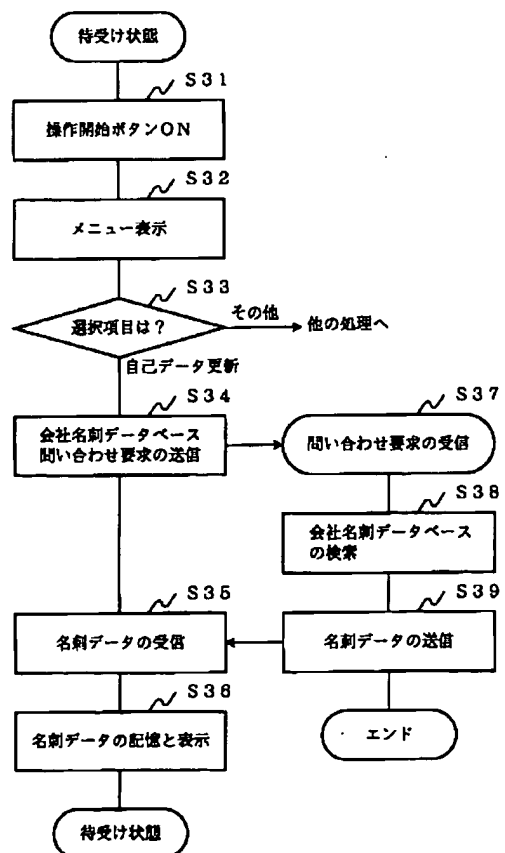 待受け状態
S31
操作開始ボタンON
S32
メニュー表示
S33
選択項目は？
その他
他の処理へ
自己データ更新
S34
会社名刺データベース
問い合わせ要求の送信
S37
問い合わせ要求の受信
S38
会社名刺データベース
の検索
S35
名刺データの受信
S39
名刺データの送信
S36
名刺データの記憶と表示
エンド
待受け状態